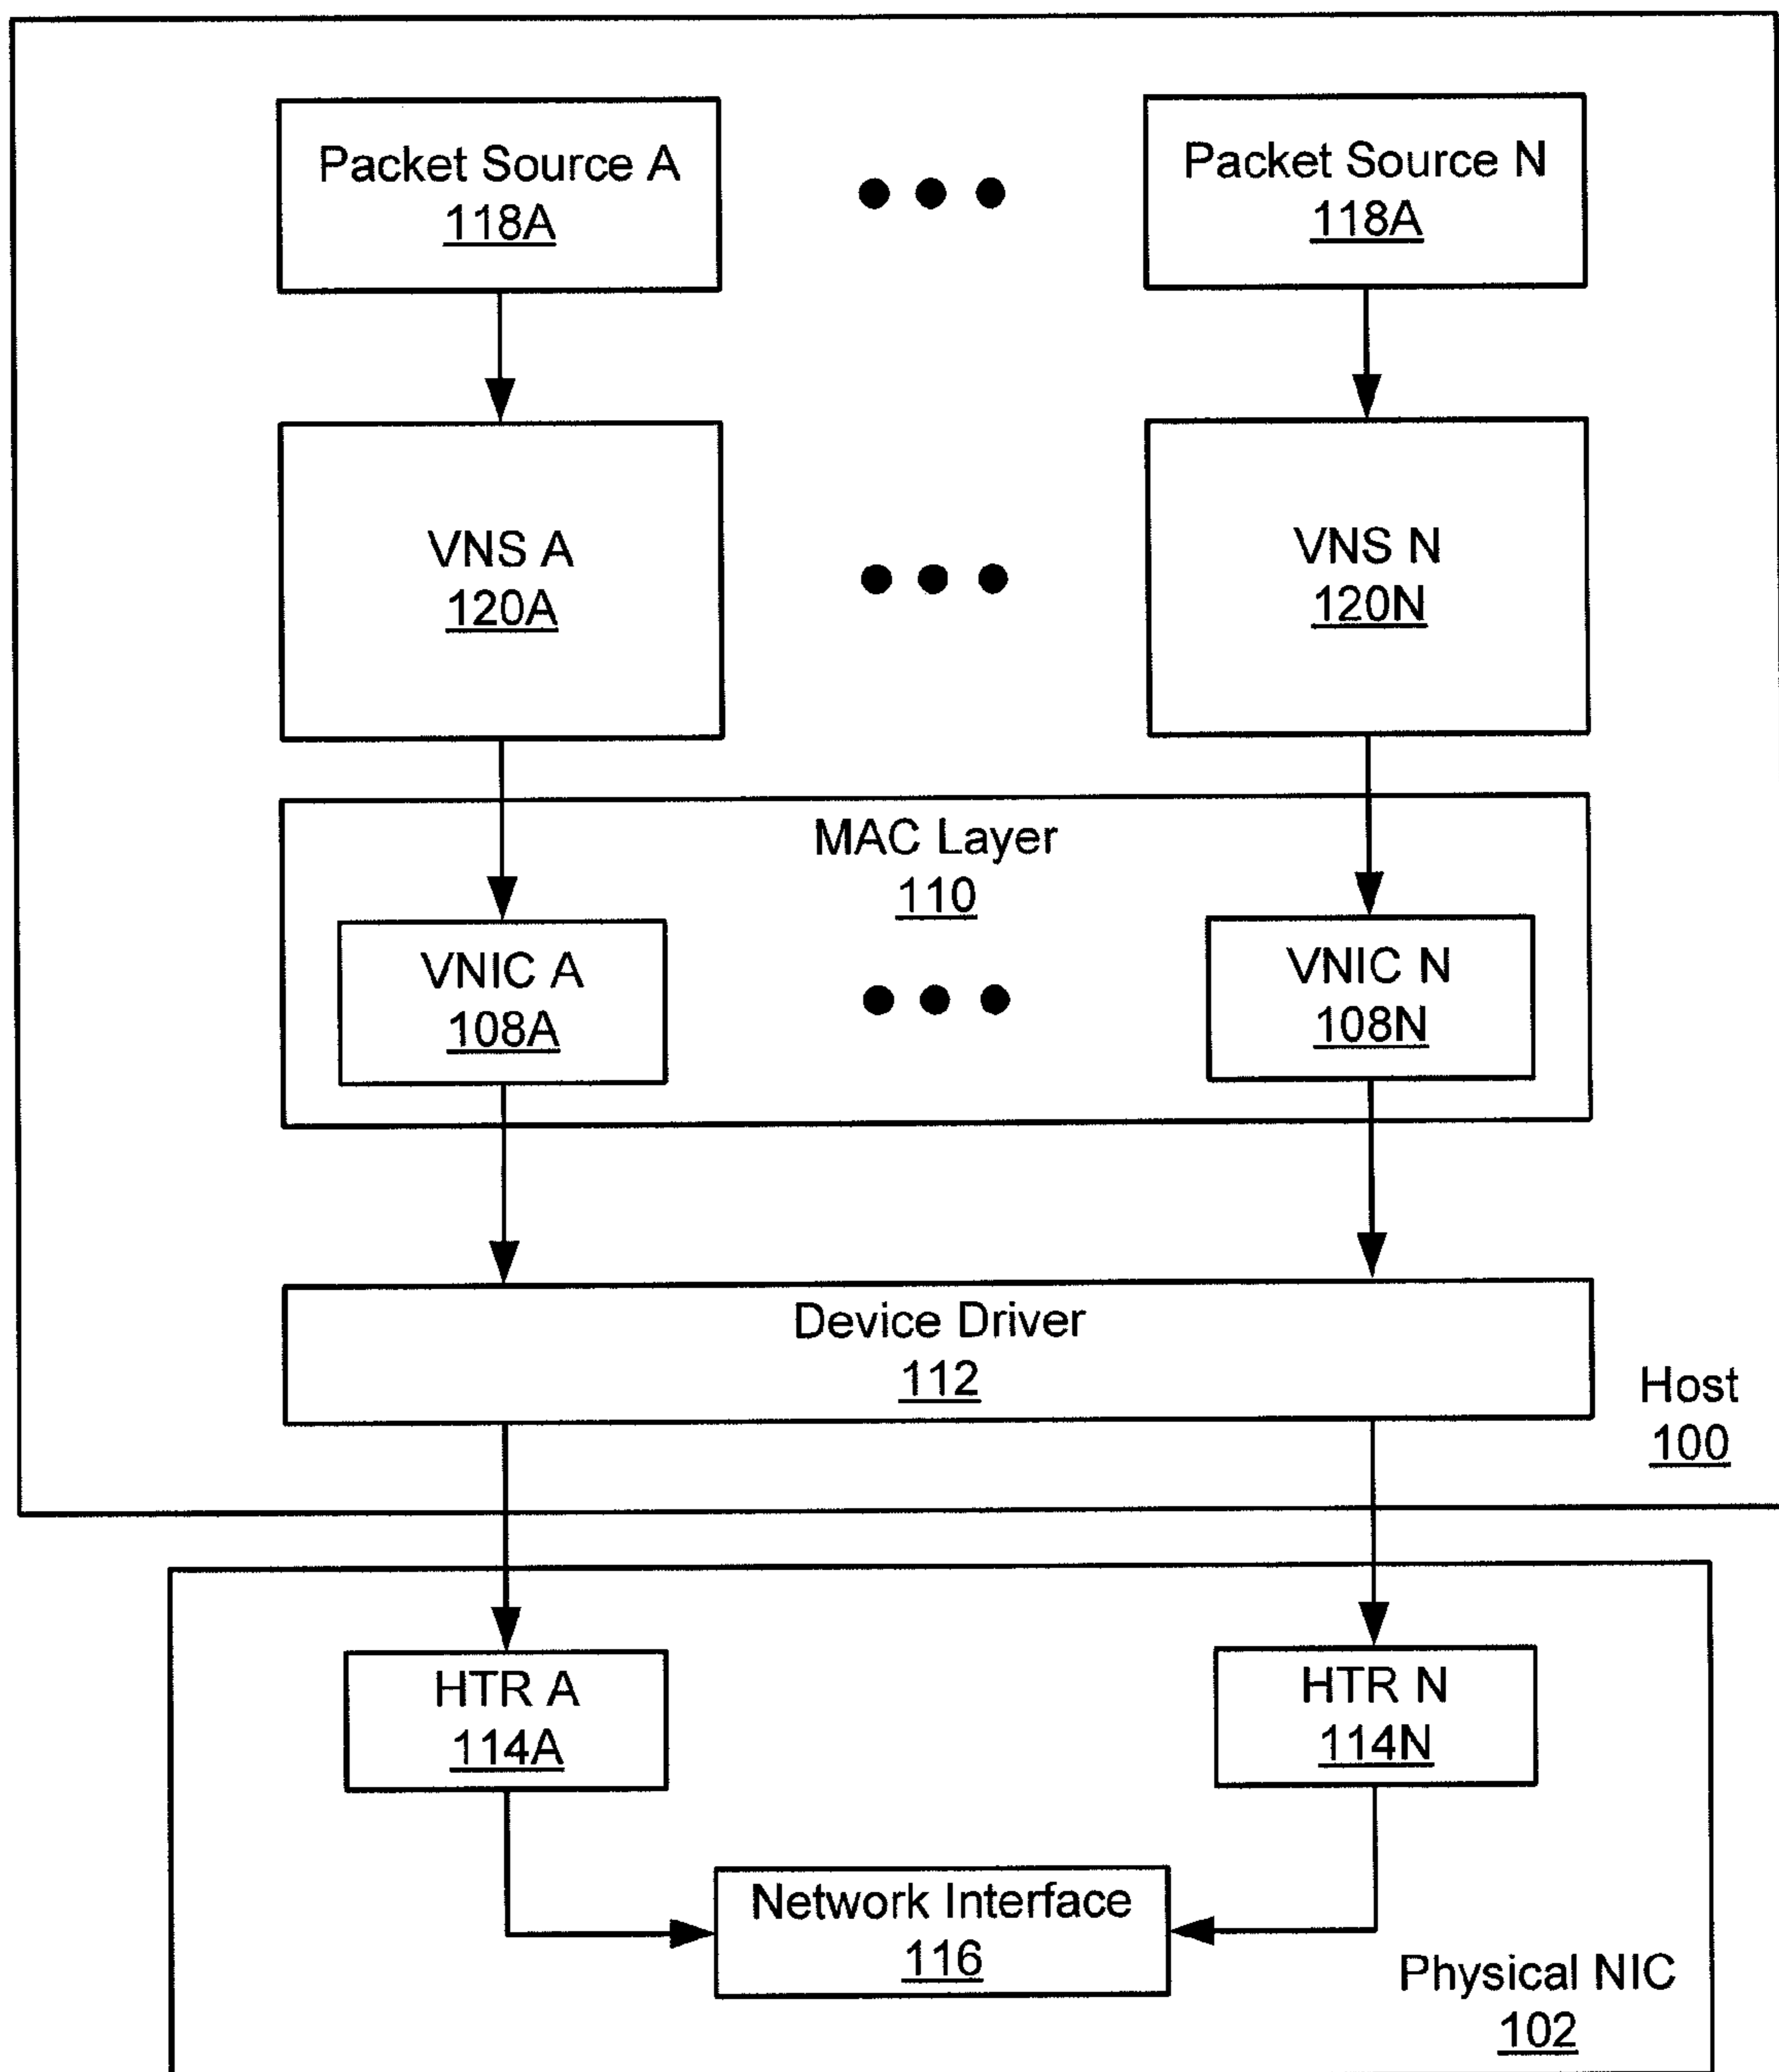 Packet Source A
118A
Packet Source N
118A
VNS A
120A
VNS N
120N
MAC Layer
110
VNIC A
108A
VNIC N
108N
Device Driver
112
Host
100
HTR A
114A
HTR N
114N
Network Interface
116
Physical NIC
102